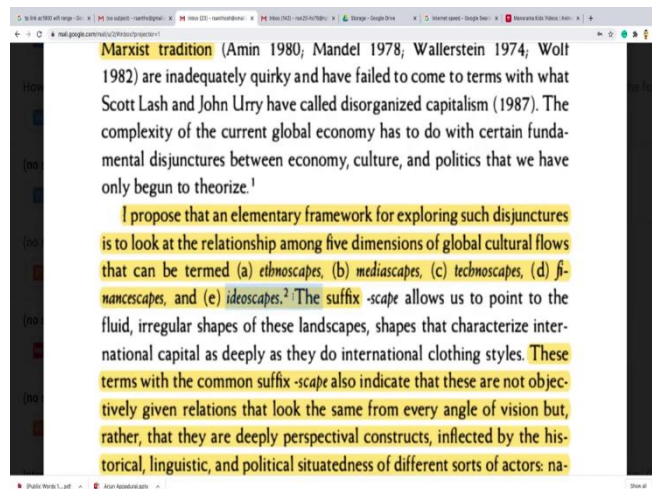 Marxist tradition (Amin 1980; Mandel 1978; Wallerstein 1974; Wolf
1982) are inadequately quirky and have failed to come to terms with what
Scott Lash and John Urry have called disorganized capitalism (1987). The
complexity of the current global economy has to do with certain funda-
mental disjunctures between economy, culture, and politics that we have
only begun to theorize.¹
I propose that an elementary framework for exploring such disjunctures
is to look at the relationship among five dimensions of global cultural flows
that can be termed (a) ethnoscapes, (b) mediascapes, (c) technoscapes, (d) fi-
nancescapes, and (e) ideoscapes.² The suffix -scape allows us to point to the
fluid, irregular shapes of these landscapes, shapes that characterize inter-
national capital as deeply as they do international clothing styles. These
terms with the common suffix -scape also indicate that these are not objec-
tively given relations that look the same from every angle of vision but,
rather, that they are deeply perspectival constructs, inflected by the his-
torical, linguistic, and political situatedness of different sorts of actors: na-
Show all